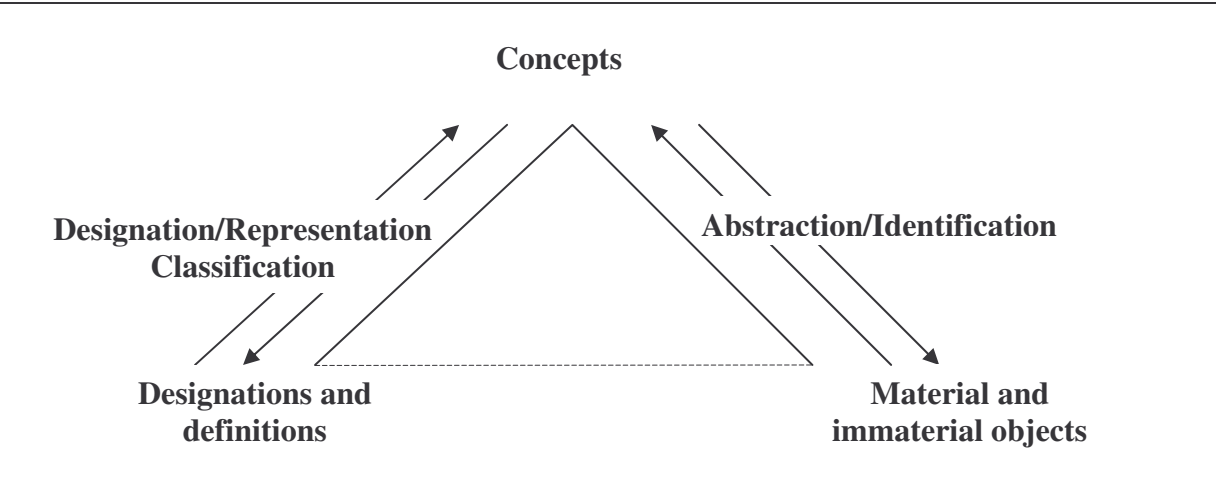 Concepts
Designation/Representation
Classification
Abstraction/Identification
Designations and
definitions
Material and
immaterial objects